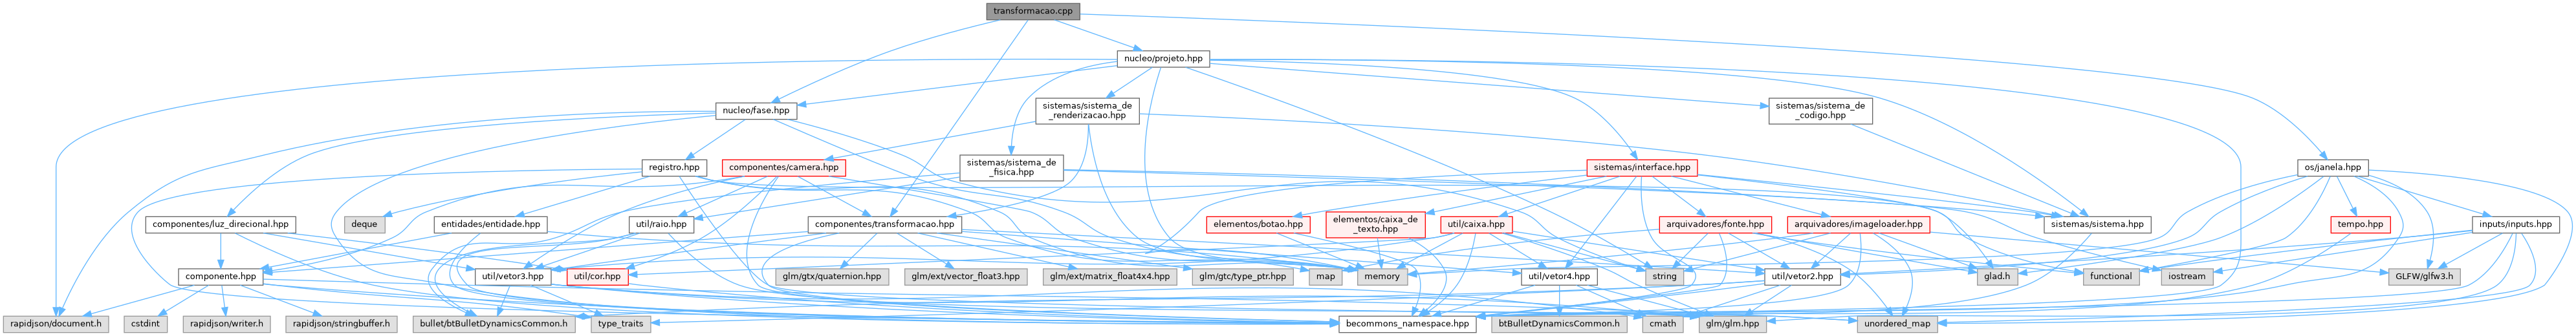 transformacao.cpp
nucleo/projeto.hpp
nucleo/fase.hpp
sistemas/sistema_de
_renderizacao.hpp
sistemas/sistema_de
_codigo.hpp
registro.hpp
componentes/camera.hpp
sistemas/sistema_de
_fisica.hpp
sistemas/interface.hpp
os/janela.hpp
componentes/luz_direcional.hpp
deque
entidades/entidade.hpp
util/raio.hpp
componentes/transformacao.hpp
elementos/botao.hpp
elementos/caixa_de
_texto.hpp
util/caixa.hpp
arquivadores/fonte.hpp
arquivadores/imageloader.hpp
sistemas/sistema.hpp
tempo.hpp
inputs/inputs.hpp
componente.hpp
util/vetor3.hpp
util/cor.hpp
glm/gtx/quaternion.hpp
glm/ext/vector_float3.hpp
glm/ext/matrix_float4x4.hpp
glm/gtc/type_ptr.hpp
map
memory
util/vetor4.hpp
string
util/vetor2.hpp
glad.h
functional
iostream
GLFW/glfw3.h
rapidjson/document.h
cstdint
rapidjson/writer.h
rapidjson/stringbuffer.h
bullet/btBulletDynamicsCommon.h
type_traits
becommons_namespace.hpp
btBulletDynamicsCommon.h
cmath
glm/glm.hpp
unordered_map